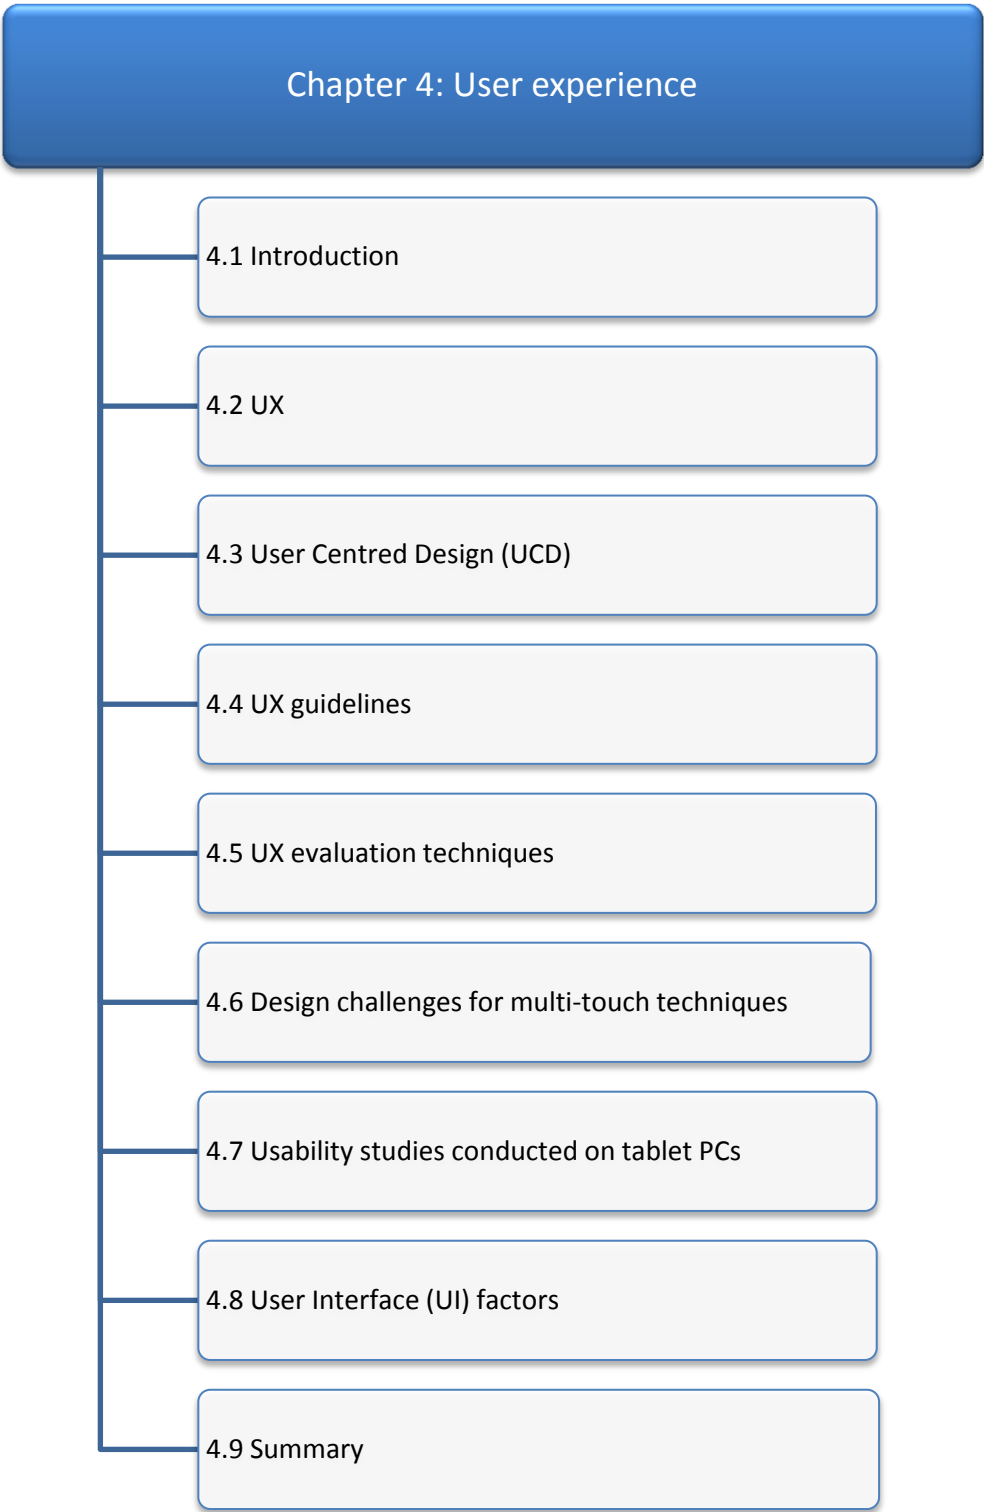 Chapter 4: User experience
4.1 Introduction
4.2 UX
4.3 User Centred Design (UCD)
4.4 UX guidelines
4.5 UX evaluation techniques
4.6 Design challenges for multi-touch techniques
4.7 Usability studies conducted on tablet PCs
4.8 User Interface (UI) factors
4.9 Summary